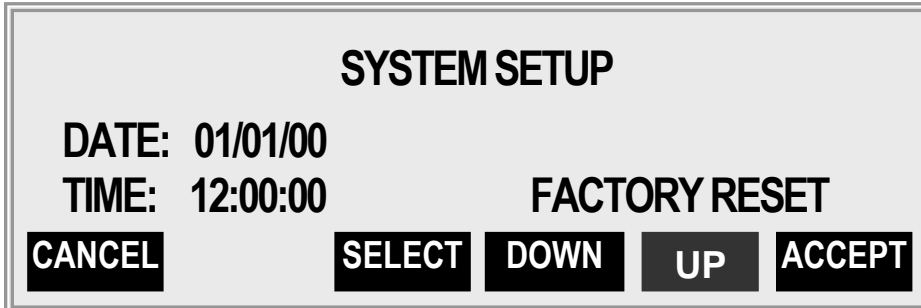 SYSTEM SETUP
DATE: 01/01/00
TIME: 12:00:00 FACTORY RESET
CANCEL SELECT DOWN UP ACCEPT